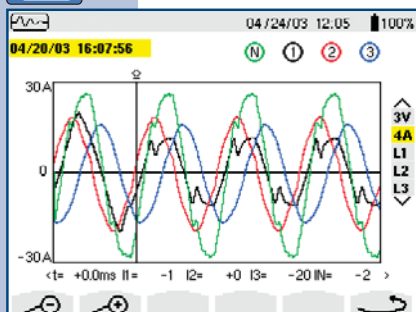 04/24/03 12:05 100%
04/20/03 16:07:56 N 1 2 3
30A
3V
4A
L1
0
L2
L3
-30A
<t= +0.0ms I1= -1 I2= +0 I3= -20 IN= -2 >